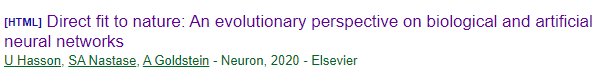 [HTML] Direct fit to nature: An evolutionary perspective on biological and artificial
neural networks
U Hasson, SA Nastase, A Goldstein - Neuron, 2020 - Elsevier